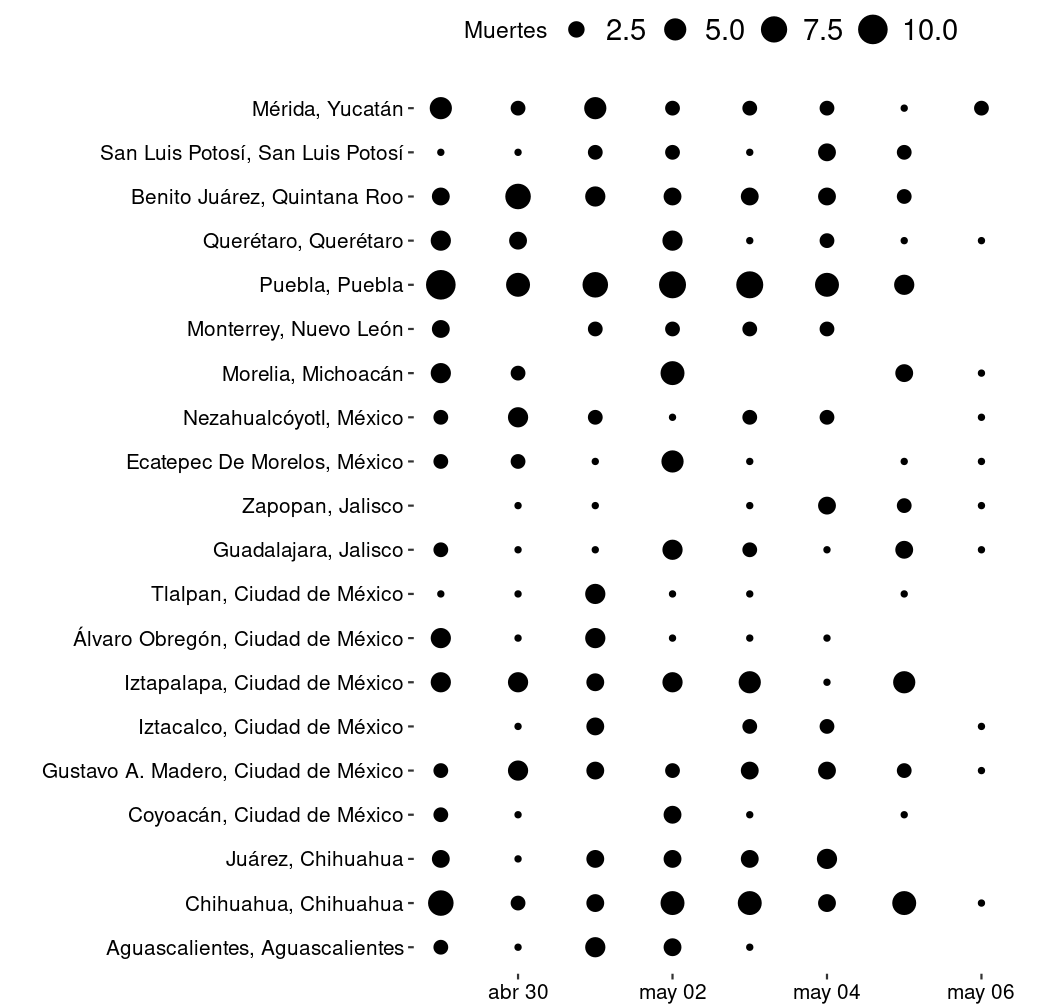 Muertes 2.5 5.0 7.5 10.0
Mérida, Yucatán
San Luis Potosí, San Luis Potosí
Benito Juárez, Quintana Roo
Querétaro, Querétaro
Puebla, Puebla
Monterrey, Nuevo León
Morelia, Michoacán
Nezahualcóyotl, México
Ecatepec De Morelos, México
Zapopan, Jalisco
Guadalajara, Jalisco
Tlalpan, Ciudad de México
Álvaro Obregón, Ciudad de México
Iztapalapa, Ciudad de México
Iztacalco, Ciudad de México
Gustavo A. Madero, Ciudad de México
Coyoacán, Ciudad de México
Juárez, Chihuahua
Chihuahua, Chihuahua
Aguascalientes, Aguascalientes
abr 30 may 02 may 04 may 06